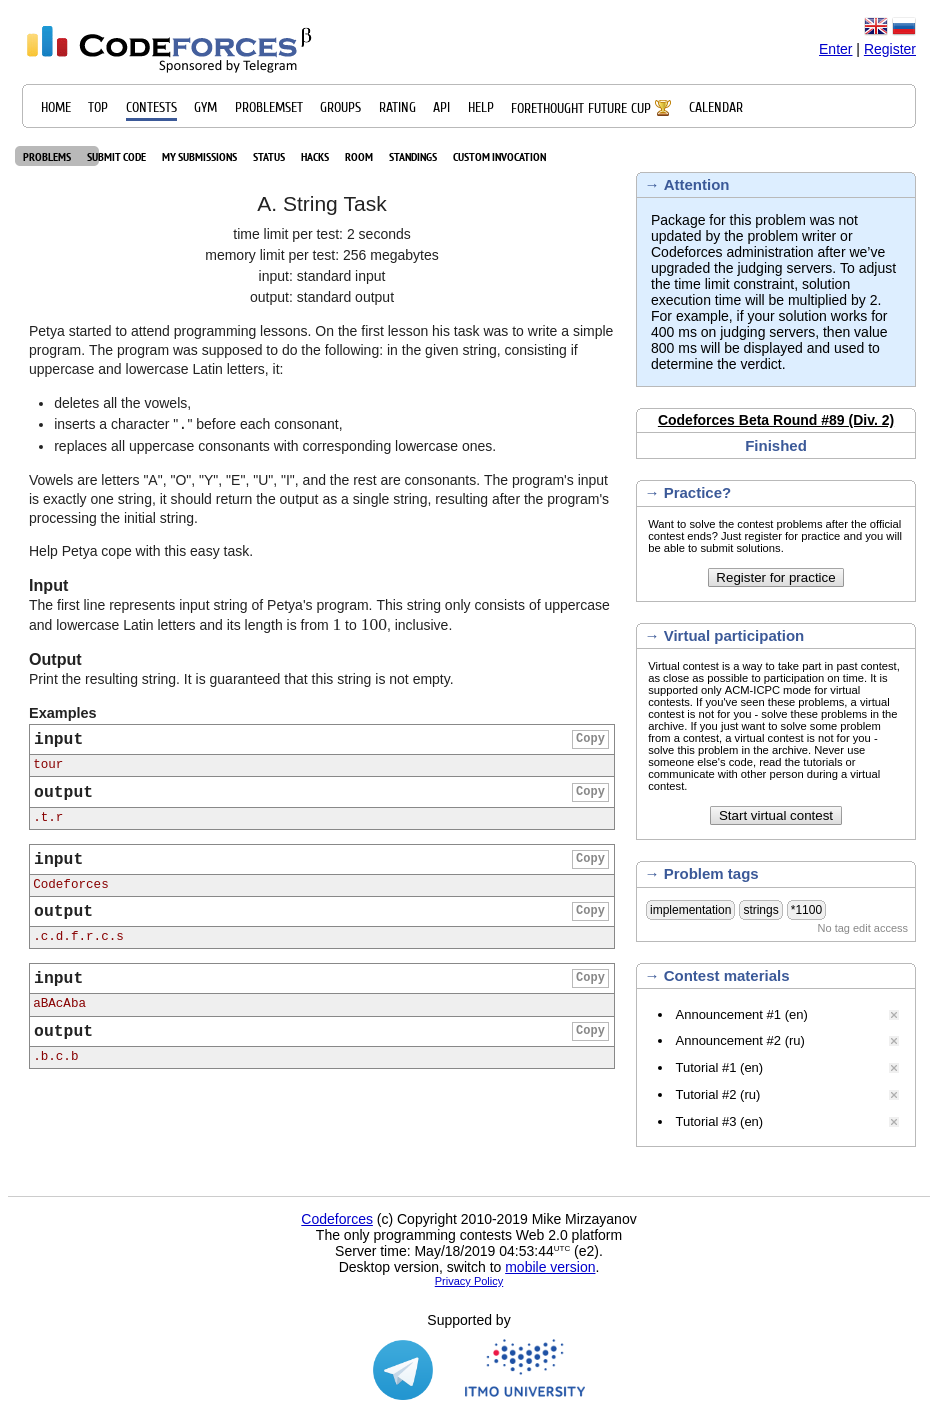 CODEFORCES β
Sponsored by Telegram
Enter | Register
HOME TOP CONTESTS GYM PROBLEMSET GROUPS RATING API HELP FORETHOUGHT FUTURE CUP CALENDAR
PROBLEMS SUBMIT CODE MY SUBMISSIONS STATUS HACKS ROOM STANDINGS CUSTOM INVOCATION
A. String Task
time limit per test: 2 seconds
memory limit per test: 256 megabytes
input: standard input
output: standard output
Petya started to attend programming lessons. On the first lesson his task was to write a simple
program. The program was supposed to do the following: in the given string, consisting if
uppercase and lowercase Latin letters, it:
• deletes all the vowels,
• inserts a character "." before each consonant,
• replaces all uppercase consonants with corresponding lowercase ones.
Vowels are letters "A", "O", "Y", "E", "U", "I", and the rest are consonants. The program's input
is exactly one string, it should return the output as a single string, resulting after the program's
processing the initial string.
Help Petya cope with this easy task.
Input
The first line represents input string of Petya's program. This string only consists of uppercase
and lowercase Latin letters and its length is from 1 to 100, inclusive.
Output
Print the resulting string. It is guaranteed that this string is not empty.
Examples
input Copy
tour
output Copy
.t.r
input Copy
Codeforces
output Copy
.c.d.f.r.c.s
input Copy
aBAcAba
output Copy
.b.c.b
→ Attention
Package for this problem was not
updated by the problem writer or
Codeforces administration after we've
upgraded the judging servers. To adjust
the time limit constraint, solution
execution time will be multiplied by 2.
For example, if your solution works for
400 ms on judging servers, then value
800 ms will be displayed and used to
determine the verdict.
Codeforces Beta Round #89 (Div. 2)
Finished
→ Practice?
Want to solve the contest problems after the official
contest ends? Just register for practice and you will
be able to submit solutions.
Register for practice
→ Virtual participation
Virtual contest is a way to take part in past contest,
as close as possible to participation on time. It is
supported only ACM-ICPC mode for virtual
contests. If you've seen these problems, a virtual
contest is not for you - solve these problems in the
archive. If you just want to solve some problem
from a contest, a virtual contest is not for you -
solve this problem in the archive. Never use
someone else's code, read the tutorials or
communicate with other person during a virtual
contest.
Start virtual contest
→ Problem tags
implementation strings *1100
No tag edit access
→ Contest materials
• Announcement #1 (en)
• Announcement #2 (ru)
• Tutorial #1 (en)
• Tutorial #2 (ru)
• Tutorial #3 (en)
Codeforces (c) Copyright 2010-2019 Mike Mirzayanov
The only programming contests Web 2.0 platform
Server time: May/18/2019 04:53:44UTC (e2).
Desktop version, switch to mobile version.
Privacy Policy
Supported by
ITMO UNIVERSITY